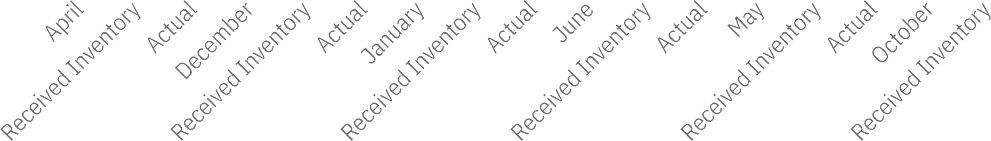 April
Received Inventory
Actual
December
Received Inventory
Actual
January
Received Inventory
Actual
June
Received Inventory
Actual
May
Received Inventory
Actual
October
Received Inventory